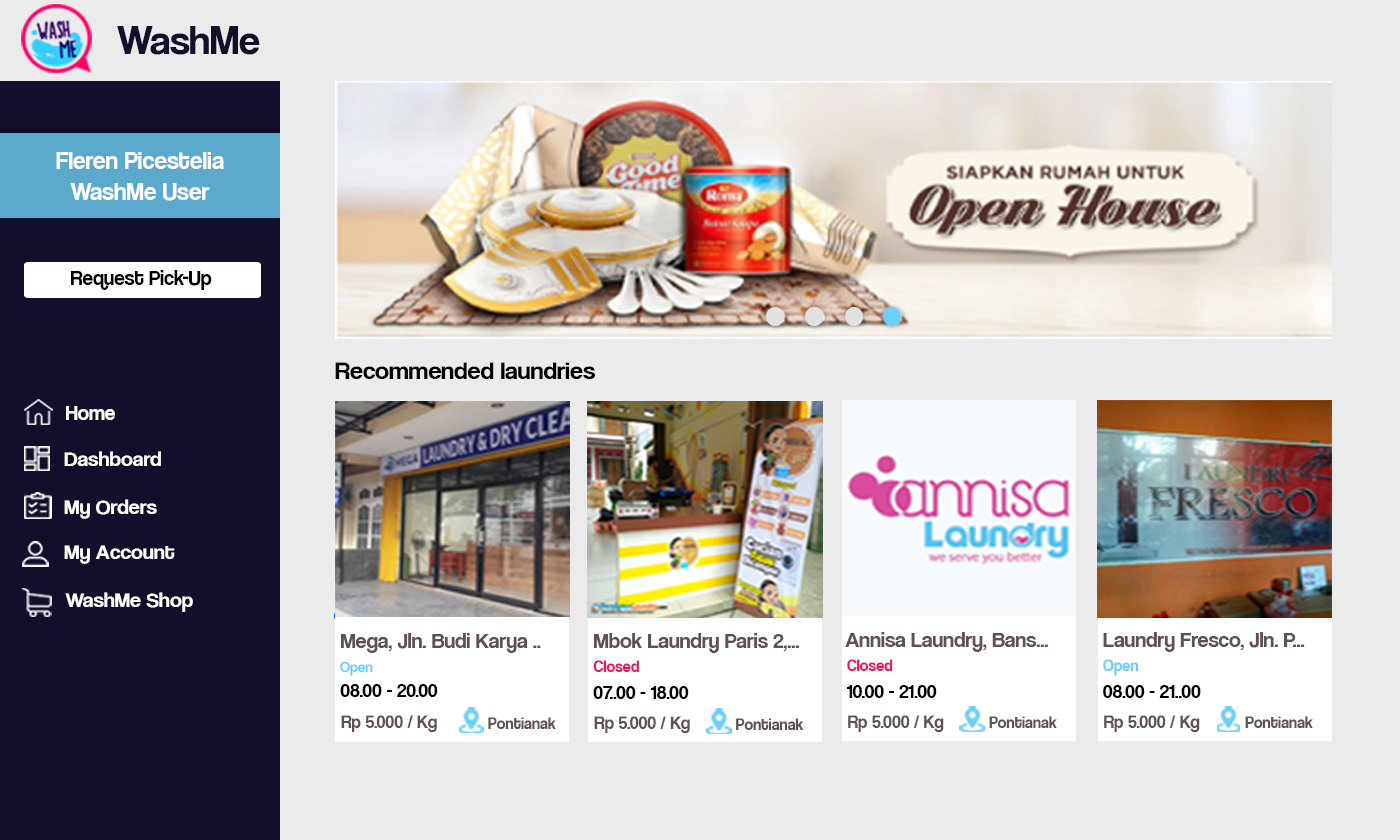 WASH
ME
WashMe
Fleren Picestelia
WashMe User
Request Pick-Up
Home
Dashboard
My Orders
My Account
WashMe Shop
Good
Time
Roma
SIAPKAN RUMAH UNTUK
Open House
Recommended laundries
MEGA LAUNDRY & DRY CLEA
Mega, Jln. Budi Karya ..
Open
08.00 - 20.00
Rp 5.000 / Kg
Pontianak
Mbok Laundry Paris 2,...
Closed
07..00 - 18.00
Rp 5.000 / Kg
Pontianak
annisa
Laundry
we serve you better
Annisa Laundry, Bans...
Closed
10.00 - 21.00
Rp 5.000 / Kg
Pontianak
LAUNDRY
FRESCO
Laundry Fresco, Jln. P...
Open
08.00 - 21..00
Rp 5.000 / Kg
Pontianak